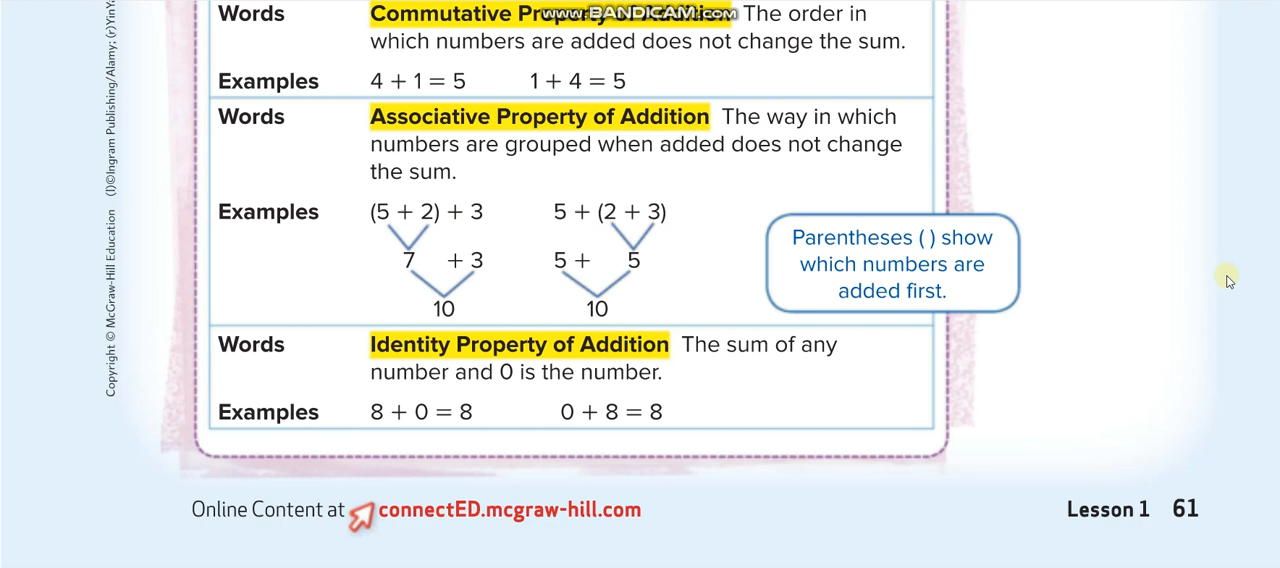 www.BANDICAM.com
Words Commutative Property of Addition The order in
which numbers are added does not change the sum.
Examples 4 + 1 = 5 1 + 4 = 5
Words Associative Property of Addition The way in which
numbers are grouped when added does not change
the sum.
Examples (5 + 2) + 3 5 + (2 + 3)
7 + 3 5 + 5
10 10
Parentheses ( ) show
which numbers are
added first.
Words Identity Property of Addition The sum of any
number and 0 is the number.
Examples 8 + 0 = 8 0 + 8 = 8
Copyright © McGraw-Hill Education (l)©Ingram Publishing/Alamy; (r)YinY
Online Content at connectED.mcgraw-hill.com
Lesson 1 61